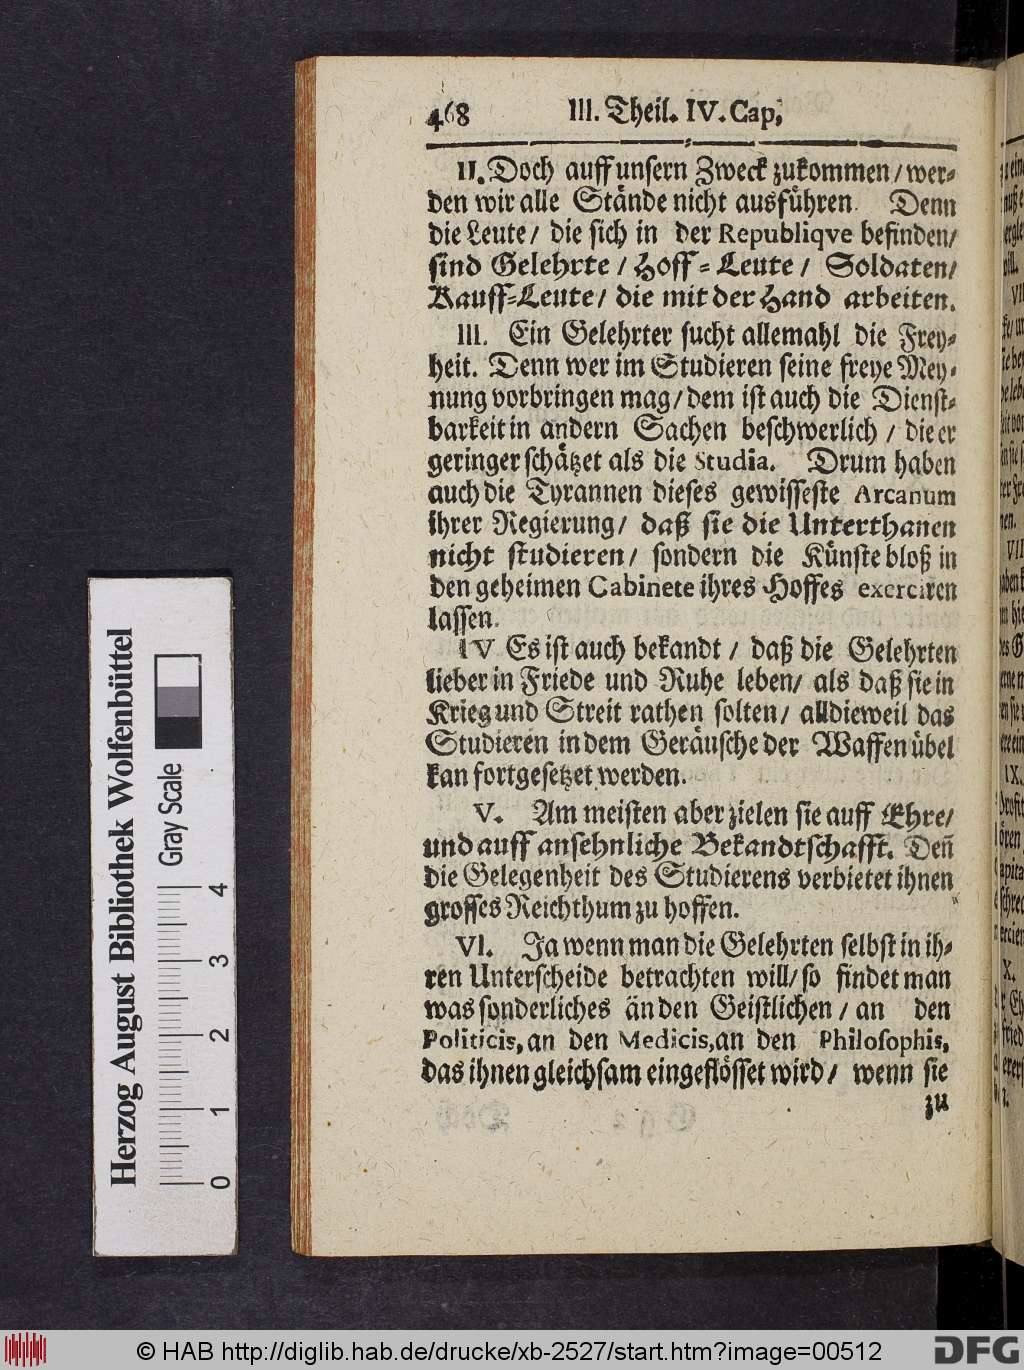 468 III. Theil. IV. Cap,
II. Doch auff unsern Zweck zukommen / wer-
den wir alle Stände nicht ausführen. Denn
die Leute / die sich in der Republiqve befinden/
sind Gelehrte / Hoff-Leute / Soldaten/
Kauff-Leute / die mit der Hand arbeiten.
III. Ein Gelehrter sucht allemahl die Frey-
heit. Denn wer im Studieren seine freye Mey-
nung vorbringen mag / dem ist auch die Dienst-
barkeit in andern Sachen beschwerlich / die er
geringer schätzet als die Studia. Drum haben
auch die Tyrannen dieses gewisseste Arcanum
ihrer Regierung / daß sie die Unterthanen
nicht studieren / sondern die Künste bloß in
den geheimen Cabinete ihres Hoffes exerciren
lassen.
IV Es ist auch bekandt / daß die Gelehrten
lieber in Friede und Ruhe leben/ als daß sie in
Krieg und Streit rathen solten / alldieweil das
Studieren in dem Geräusche der Waffen übel
kan fortgesetzet werden.
V. Am meisten aber zielen sie auff Ehre/
und auff ansehnliche Bekandtschafft. Deñ
die Gelegenheit des Studierens verbietet ihnen
grosses Reichthum zu hoffen.
VI. Ja wenn man die Gelehrten selbst in ih-
ren Unterscheide betrachten will/ so findet man
was sonderliches än den Geistlichen / an den
Politicis, an den Medicis, an den Philosophis,
das ihnen gleichsam eingeflösset wird / wenn sie
zu
Herzog August Bibliothek Wolfenbüttel
Gray Scale
0 1 2 3 4
© HAB http://diglib.hab.de/drucke/xb-2527/start.htm?image=00512
DFG